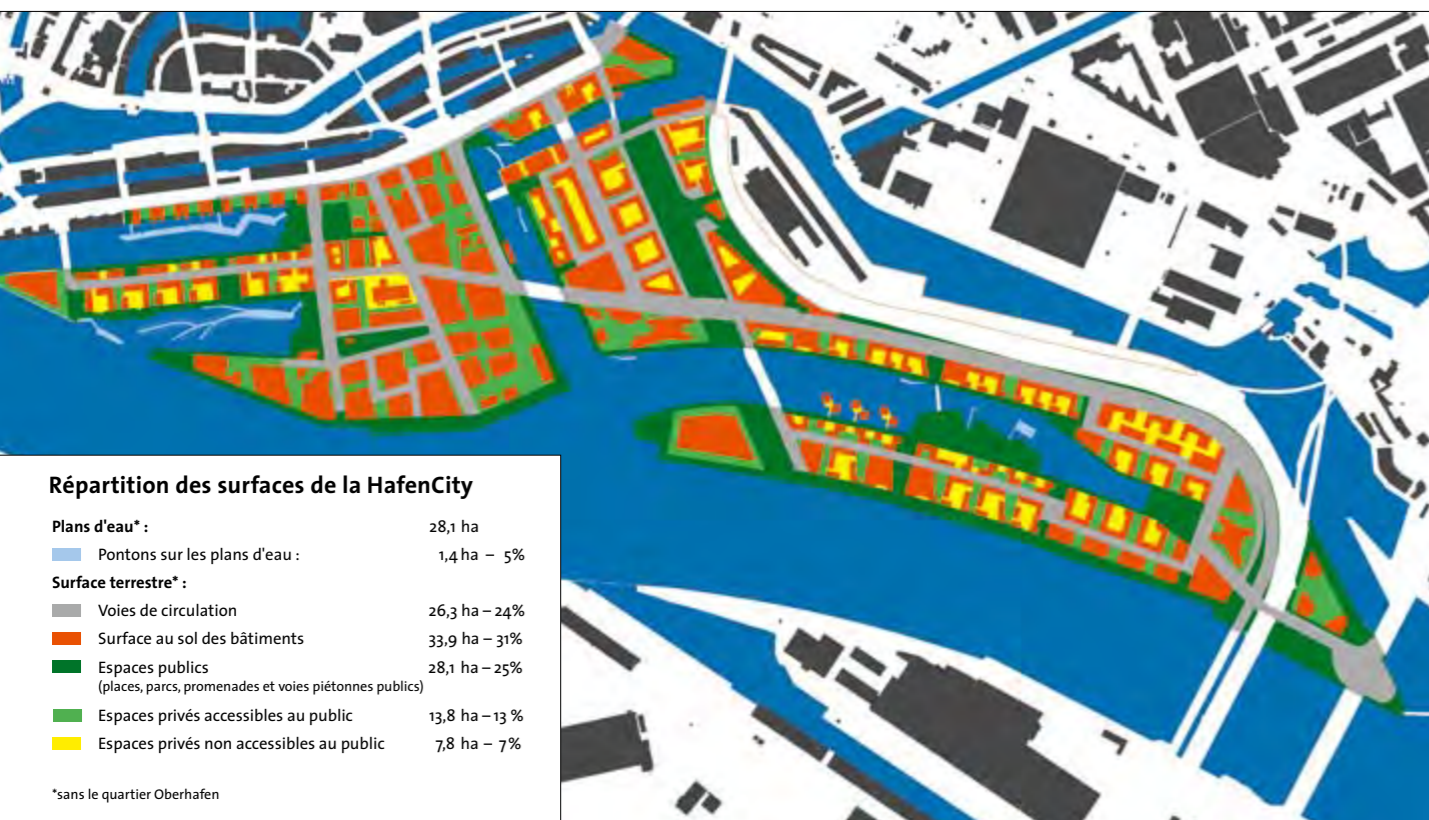 Répartition des surfaces de la HafenCity
Plans d'eau* : 28,1 ha
Pontons sur les plans d'eau : 1,4 ha – 5%
Surface terrestre* :
Voies de circulation 26,3 ha – 24%
Surface au sol des bâtiments 33,9 ha – 31%
Espaces publics 28,1 ha – 25%
(places, parcs, promenades et voies piétonnes publics)
Espaces privés accessibles au public 13,8 ha – 13 %
Espaces privés non accessibles au public 7,8 ha – 7%
*sans le quartier Oberhafen